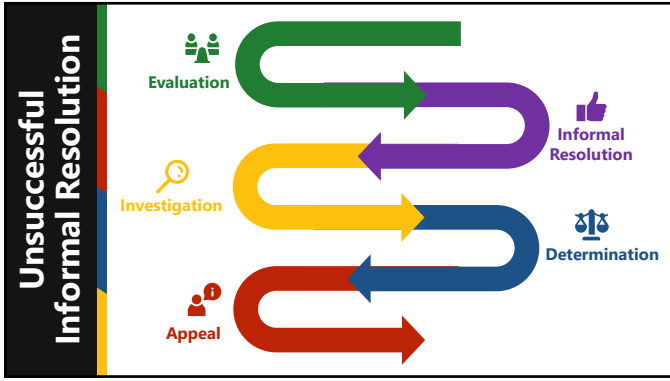 Unsuccessful
Informal Resolution
Evaluation
Informal
Resolution
Investigation
Determination
Appeal